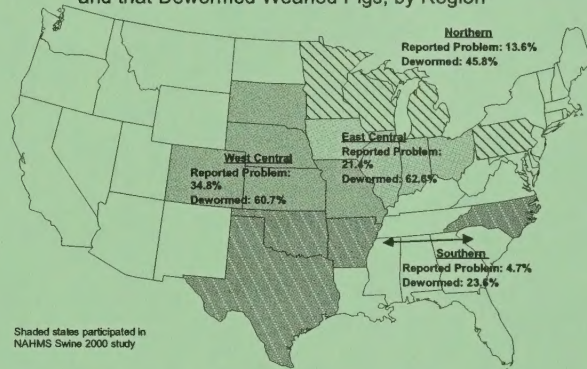 and that Dewormed Weaned Pigs, by Region
Northern
Reported Problem: 13.6%
Dewormed: 45.8%
East Central
Reported Problem:
21.4%
Dewormed: 62.6%
West Central
Reported Problem:
34.8%
Dewormed: 60.7%
Southern
Reported Problem: 4.7%
Dewormed: 23.6%
Shaded states participated in
NAHMS Swine 2000 study